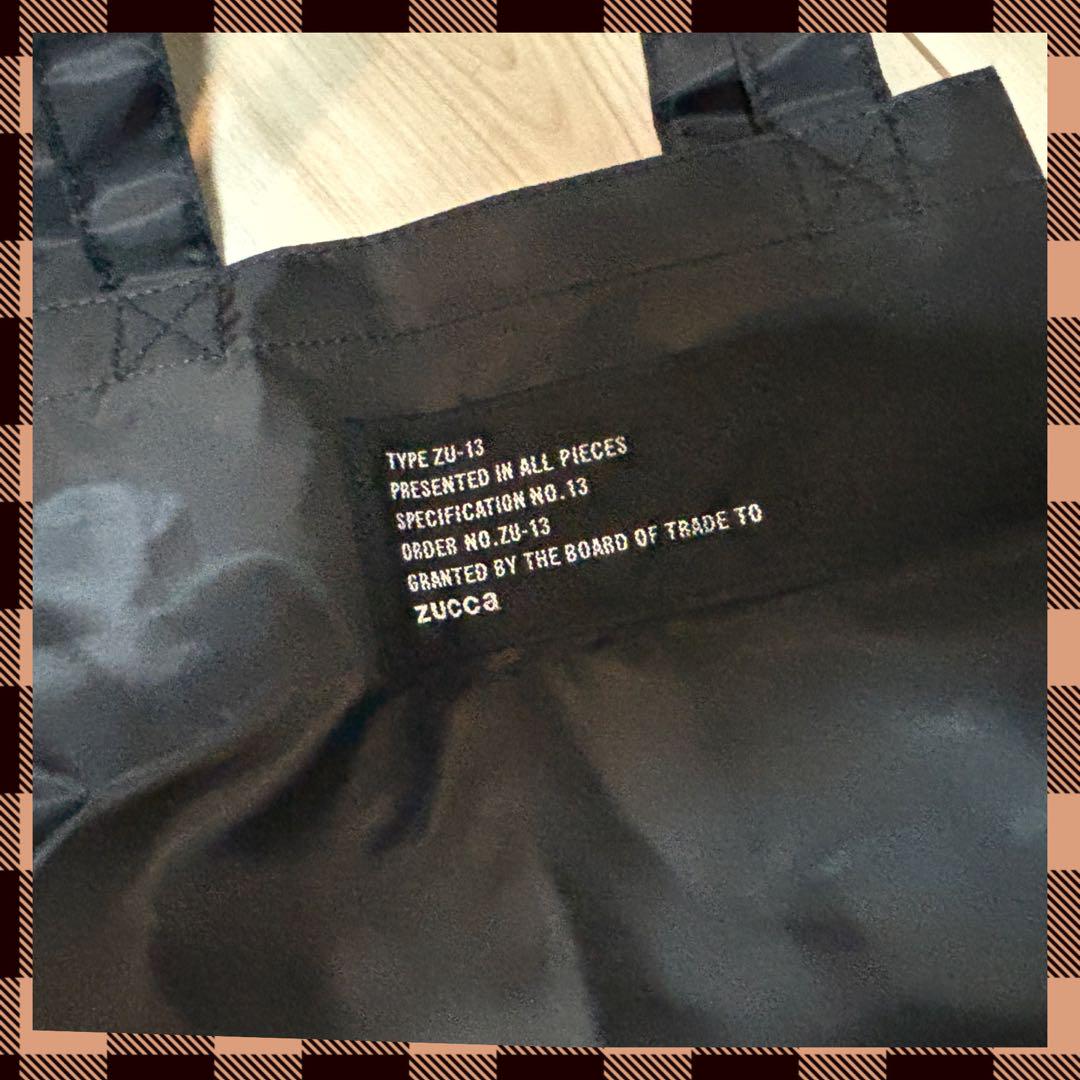 TYPE ZU-13
PRESENTED IN ALL PIECES
SPECIFICATION NO.13
ORDER NO.ZU-13
GRANTED BY THE BOARD OF TRADE TO
zucca